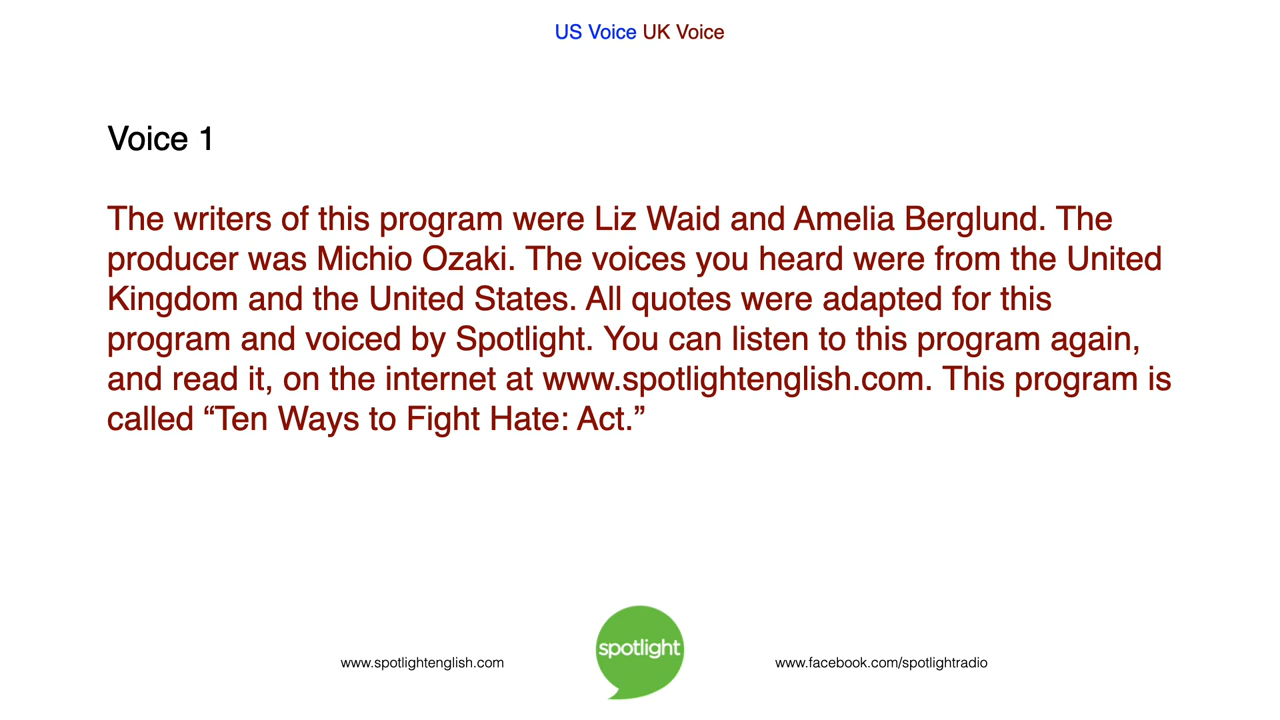 US Voice UK Voice
Voice 1
The writers of this program were Liz Waid and Amelia Berglund. The
producer was Michio Ozaki. The voices you heard were from the United
Kingdom and the United States. All quotes were adapted for this
program and voiced by Spotlight. You can listen to this program again,
and read it, on the internet at www.spotlightenglish.com. This program is
called “Ten Ways to Fight Hate: Act.”
www.spotlightenglish.com
spotlight
www.facebook.com/spotlightradio